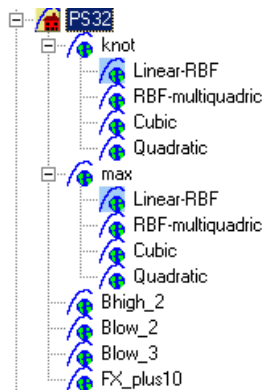 PS32
knot
Linear-RBF
RBF-multiquadric
Cubic
Quadratic
max
Linear-RBF
RBF-multiquadric
Cubic
Quadratic
Bhigh_2
Blow_2
Blow_3
FX_plus10